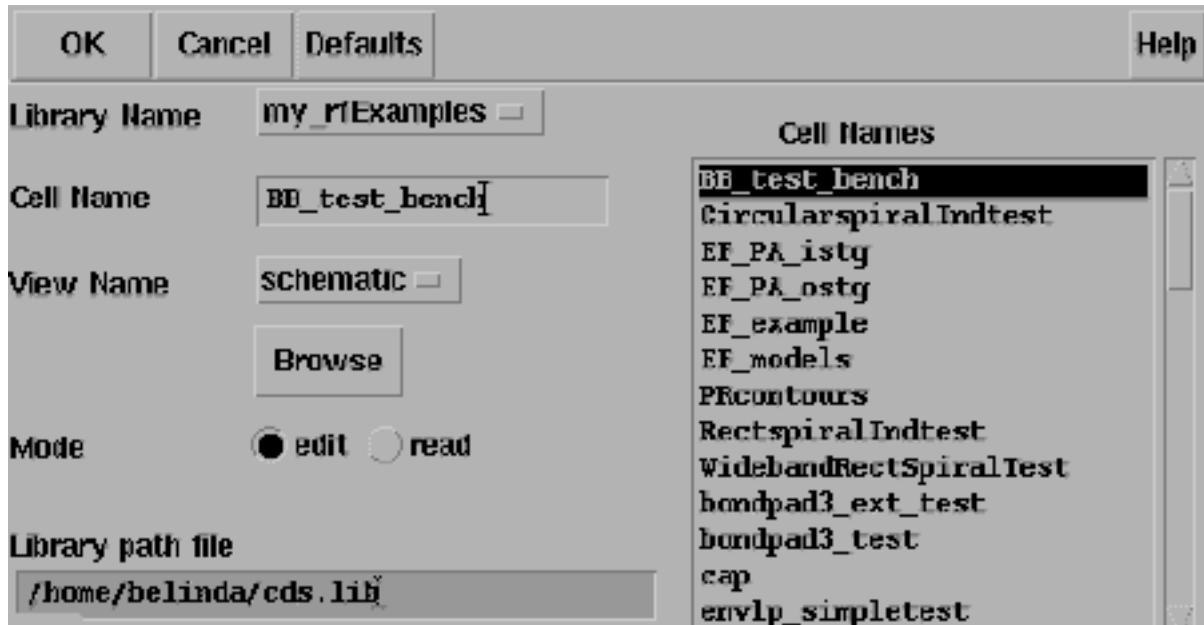 OK Cancel Defaults Help
Library Name my_rfExamples
Cell Name BB_test_bench
View Name schematic
Browse
Mode edit read
Library path file
/home/belinda/cds.lib
Cell Names
BB_test_bench
CircularspiralIndtest
EF_PA_istg
EF_PA_ostg
EF_example
EF_models
PRcontours
RectspiralIndtest
WidebandRectSpiralTest
bondpad3_ext_test
bondpad3_test
cap
envlp_simpletest